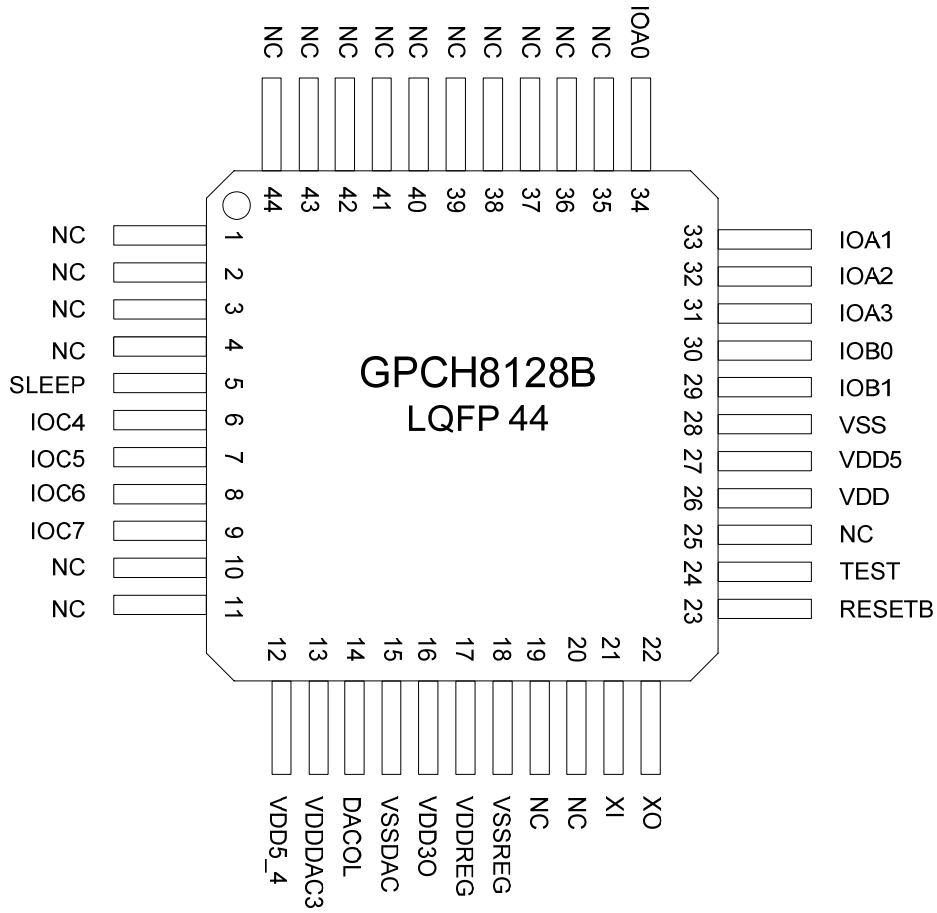 NC
NC
NC
NC
NC
NC
NC
NC
NC
NC
IOA0
44
43
42
41
40
39
38
37
36
35
34
NC 1
NC 2
NC 3
NC 4
SLEEP 5
IOC4 6
IOC5 7
IOC6 8
IOC7 9
NC 10
NC 11
GPCH8128B
LQFP 44
33 IOA1
32 IOA2
31 IOA3
30 IOB0
29 IOB1
28 VSS
27 VDD5
26 VDD
25 NC
24 TEST
23 RESETB
12
13
14
15
16
17
18
19
20
21
22
VDD5_4
VDDDAC3
DACOL
VSSDAC
VDD3O
VDDREG
VSSREG
NC
NC
XI
XO